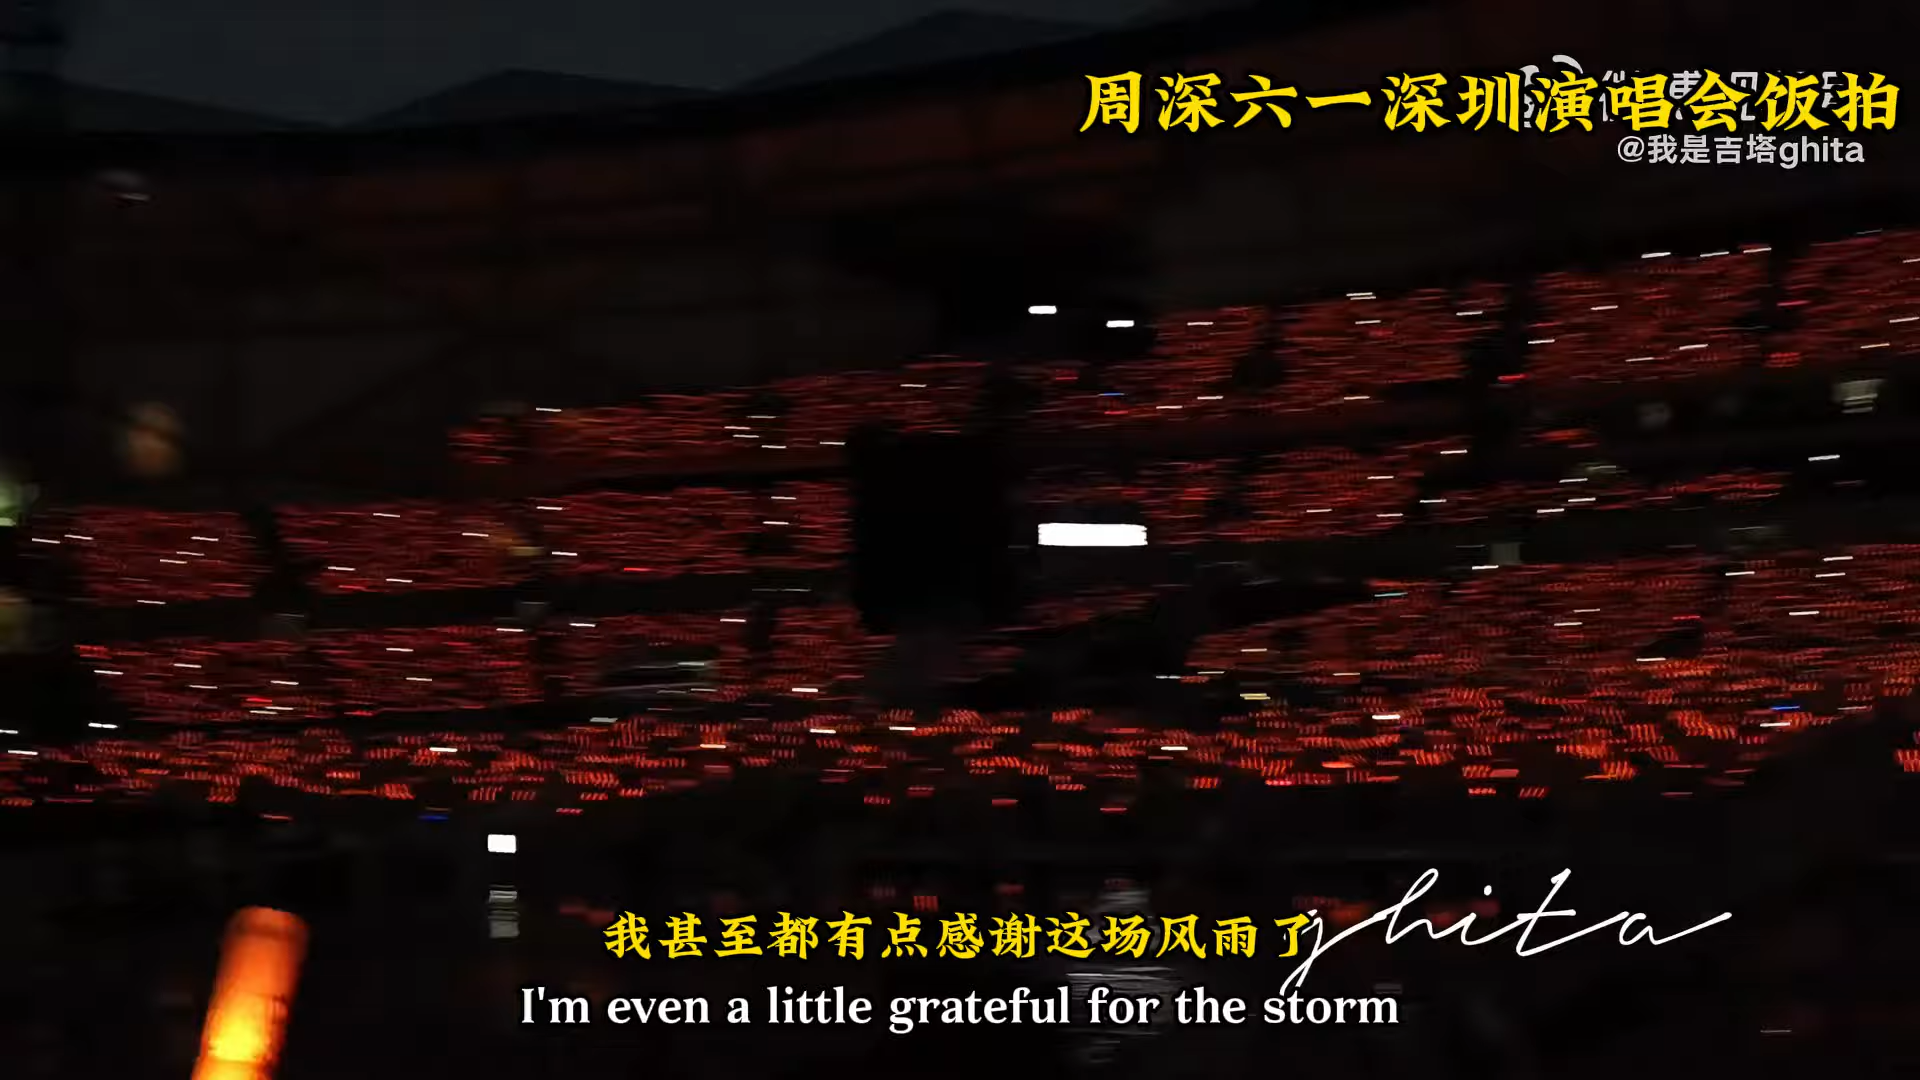 周深六一深圳演唱会饭拍
@我是吉塔ghita
我甚至都有点感谢这场风雨了
ghita
I'm even a little grateful for the storm